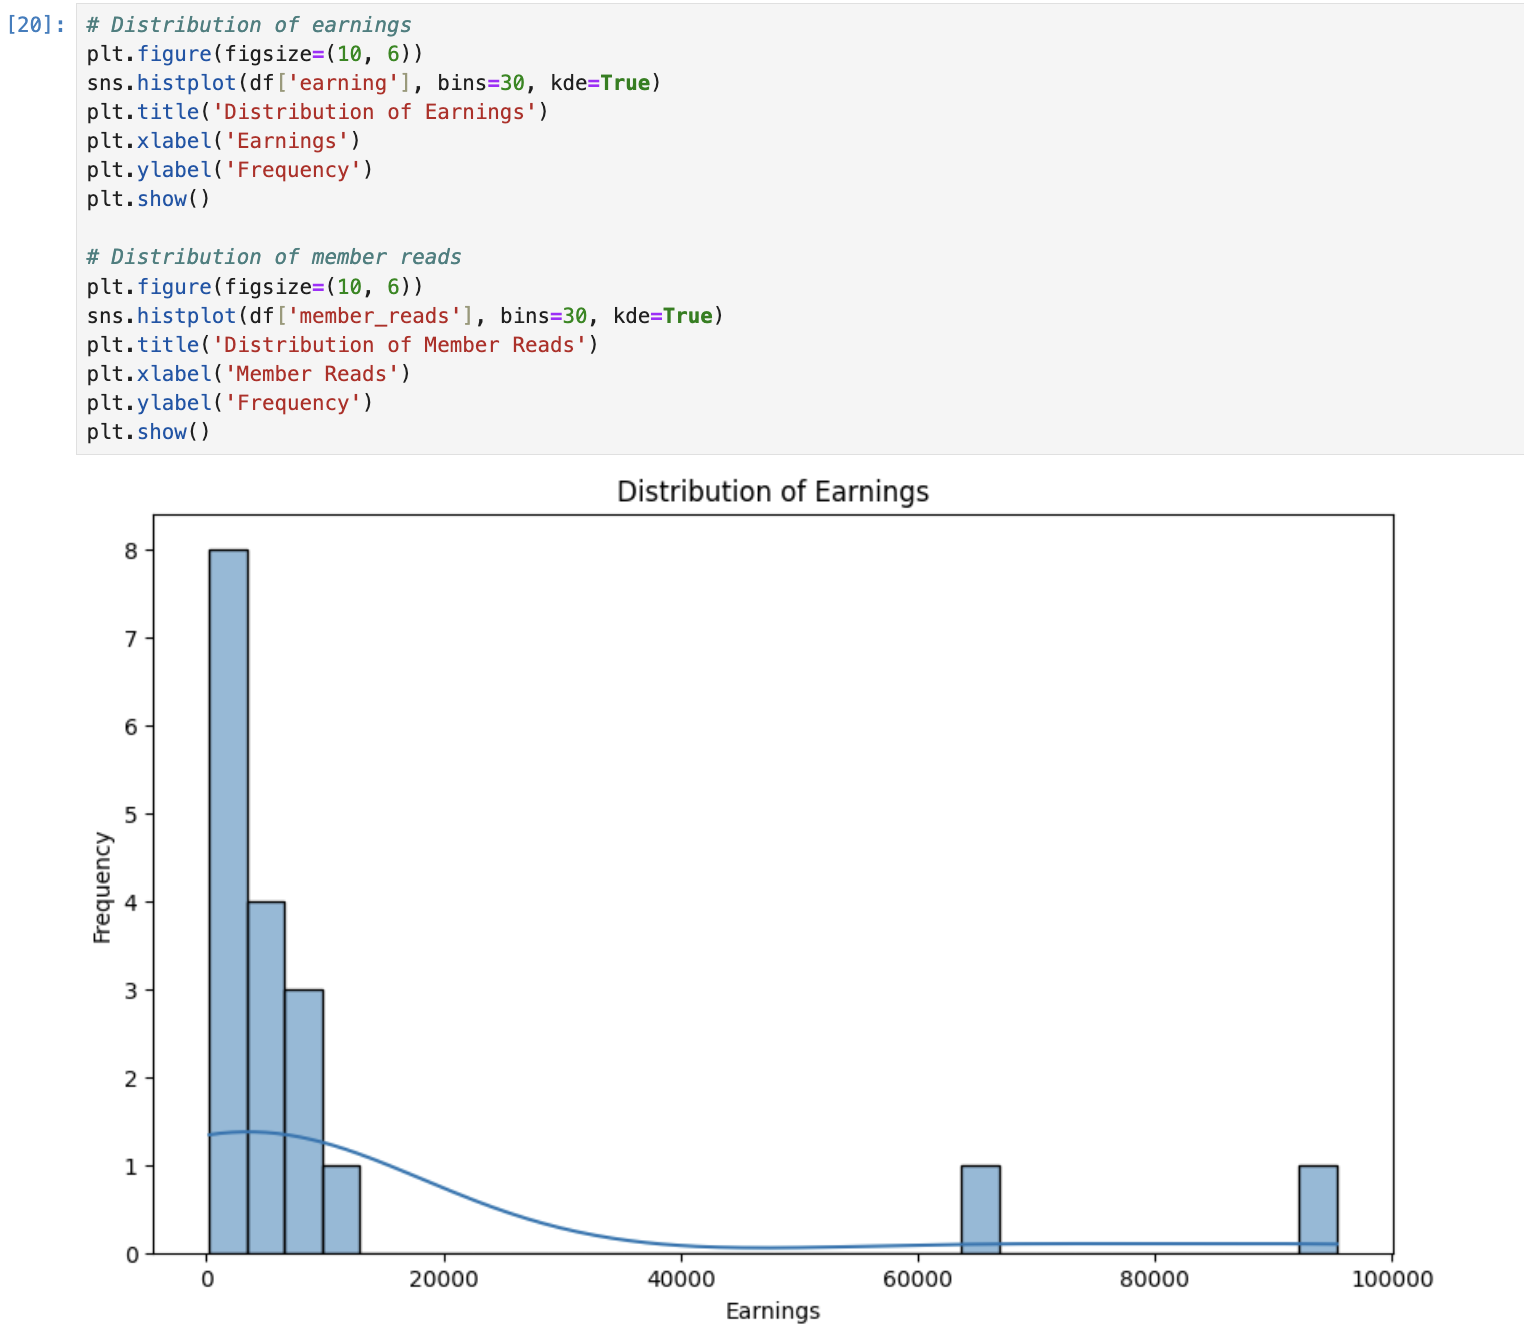 [20]: # Distribution of earnings
plt.figure(figsize=(10, 6))
sns.histplot(df['earning'], bins=30, kde=True)
plt.title('Distribution of Earnings')
plt.xlabel('Earnings')
plt.ylabel('Frequency')
plt.show()
# Distribution of member reads
plt.figure(figsize=(10, 6))
sns.histplot(df['member_reads'], bins=30, kde=True)
plt.title('Distribution of Member Reads')
plt.xlabel('Member Reads')
plt.ylabel('Frequency')
plt.show()
Distribution of Earnings
8
7
6
5
4
3
2
1
0
Frequency
0 20000 40000 60000 80000 100000
Earnings